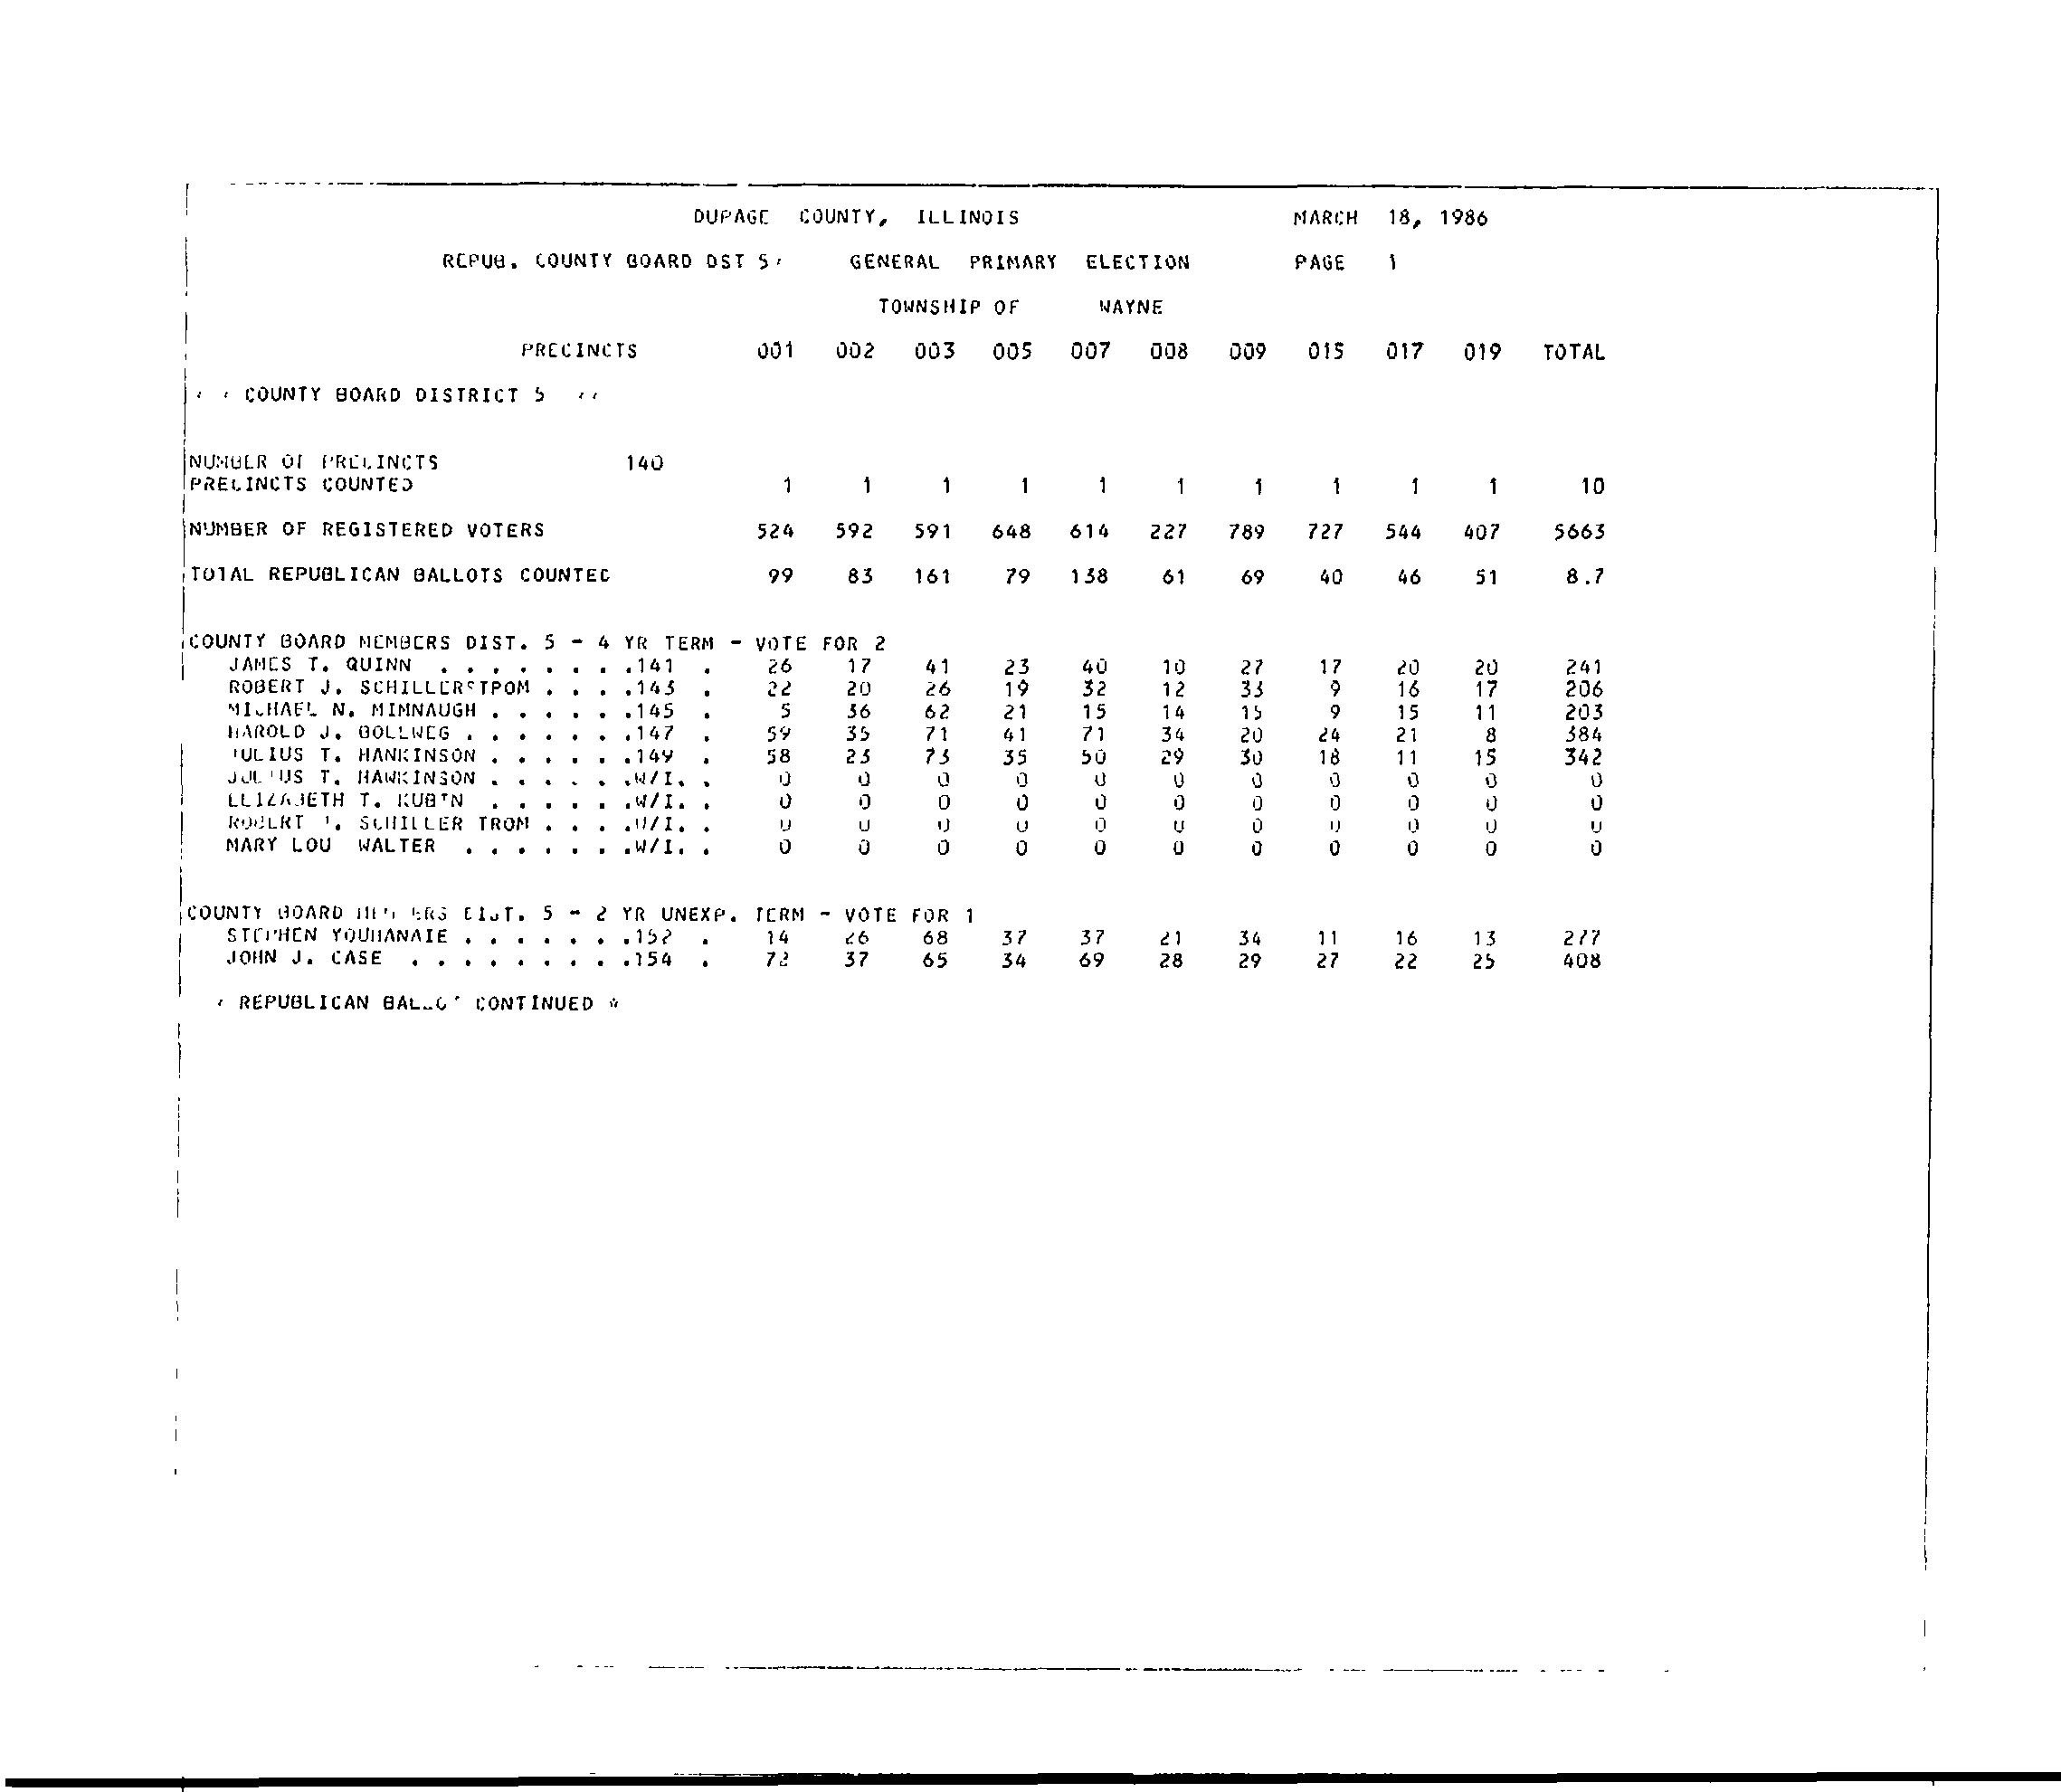 DUPAGE COUNTY, ILLINOIS MARCH 18, 1986
REPUB. COUNTY BOARD DST 5 GENERAL PRIMARY ELECTION PAGE 1
TOWNSHIP OF WAYNE
PRECINCTS 001 002 003 005 007 008 009 015 017 019 TOTAL
COUNTY BOARD DISTRICT 5
NUMBER OF PRECINCTS 140
PRECINCTS COUNTED 1 1 1 1 1 1 1 1 1 1 10
NUMBER OF REGISTERED VOTERS 524 592 591 648 614 227 789 727 544 407 5663
TOTAL REPUBLICAN BALLOTS COUNTED 99 83 161 79 138 61 69 40 46 51 827
COUNTY BOARD MEMBERS DIST. 5 - 4 YR TERM - VOTE FOR 2
JAMES T. QUINN . . . . . . . .141 . 26 17 41 23 40 10 27 17 20 20 241
ROBERT J. SCHILLERSTROM . . . .143 . 22 20 26 19 32 12 33 9 16 17 206
MICHAEL N. MIMNAUGH . . . . . .145 . 5 36 62 21 15 14 15 9 15 11 203
HAROLD J. BOLLWEG . . . . . . .147 . 59 35 71 41 71 34 20 24 21 8 384
JULIUS T. HANKINSON . . . . . .149 . 58 23 73 35 50 29 30 18 11 15 342
JULIUS T. HAWKINSON . . . . . .W/I. . 0 0 0 0 0 0 0 0 0 0 0
ELIZABETH T. KUBIN . . . . . .W/I. . 0 0 0 0 0 0 0 0 0 0 0
ROBERT SCHILLER TROM . . . .W/I. . 0 0 0 0 0 0 0 0 0 0 0
MARY LOU WALTER . . . . . . .W/I. . 0 0 0 0 0 0 0 0 0 0 0
COUNTY BOARD MEMBERS DIST. 5 - 2 YR UNEXP. TERM - VOTE FOR 1
STEPHEN YOUHANAIE . . . . . . .152 . 14 26 68 37 37 21 34 11 16 13 277
JOHN J. CASE . . . . . . . . .154 . 72 37 65 34 69 28 29 27 22 25 408
* REPUBLICAN BALLOT CONTINUED *